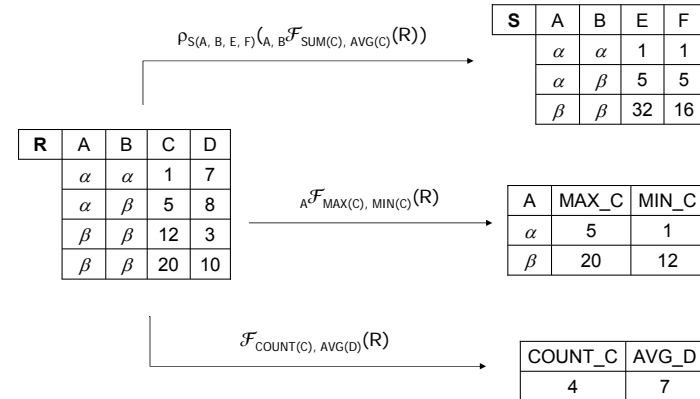 ρS(A, B, E, F)(A, BℱSUM(C), AVG(C)(R))
S A B E F
α α 1 1
α β 5 5
β β 32 16
R A B C D
α α 1 7
α β 5 8
β β 12 3
β β 20 10
AℱMAX(C), MIN(C)(R)
A MAX_C MIN_C
α 5 1
β 20 12
ℱCOUNT(C), AVG(D)(R)
COUNT_C AVG_D
4 7